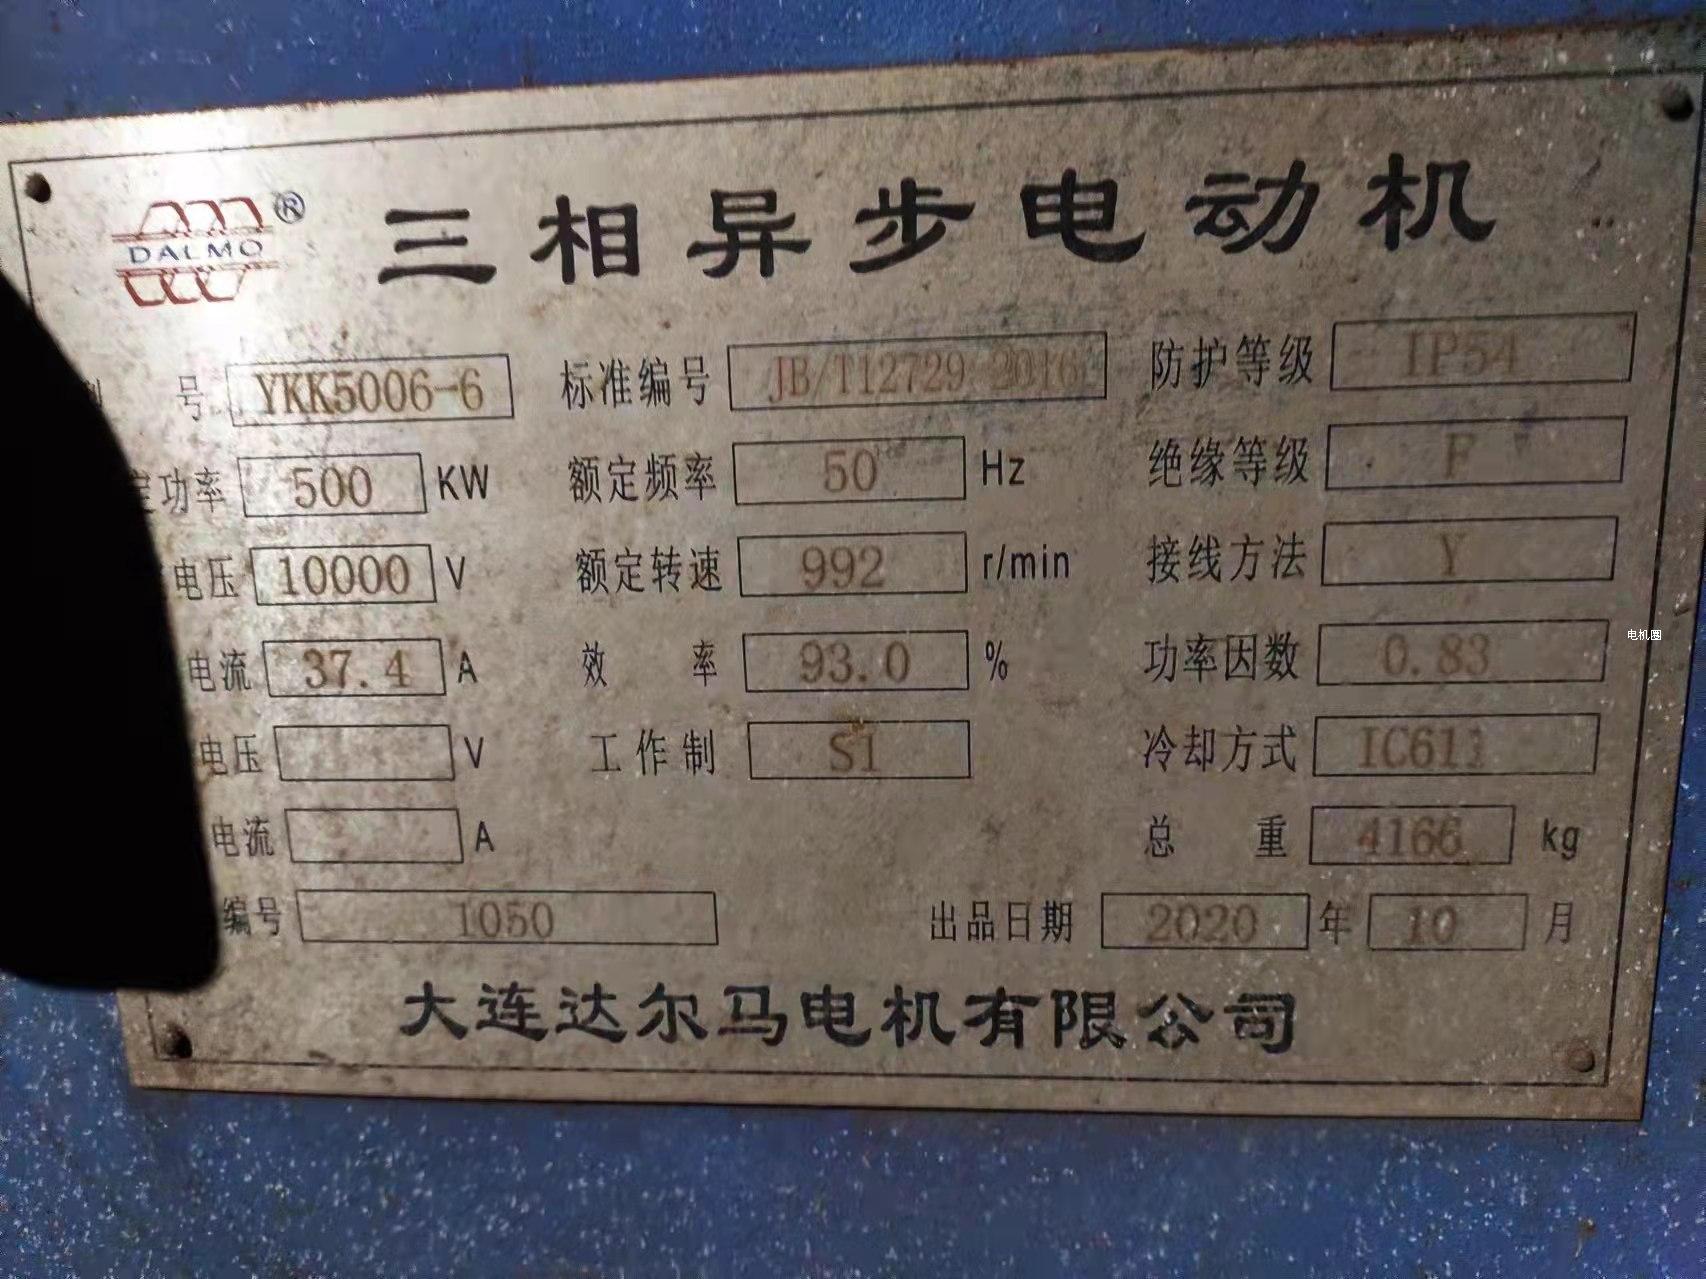 DALMO ® 三相异步电动机
号 YKK5006-6 标准编号 JB/T12729-2016 防护等级 IP54
定功率 500 KW 额定频率 50 Hz 绝缘等级 F
电压 10000 V 额定转速 992 r/min 接线方法 Y
电流 37.4 A 效率 93.0 % 功率因数 0.83
电压 V 工作制 S1 冷却方式 IC611
电流 A 总重 4166 kg
编号 1050 出品日期 2020 年 10 月
大连达尔马电机有限公司
电机圈